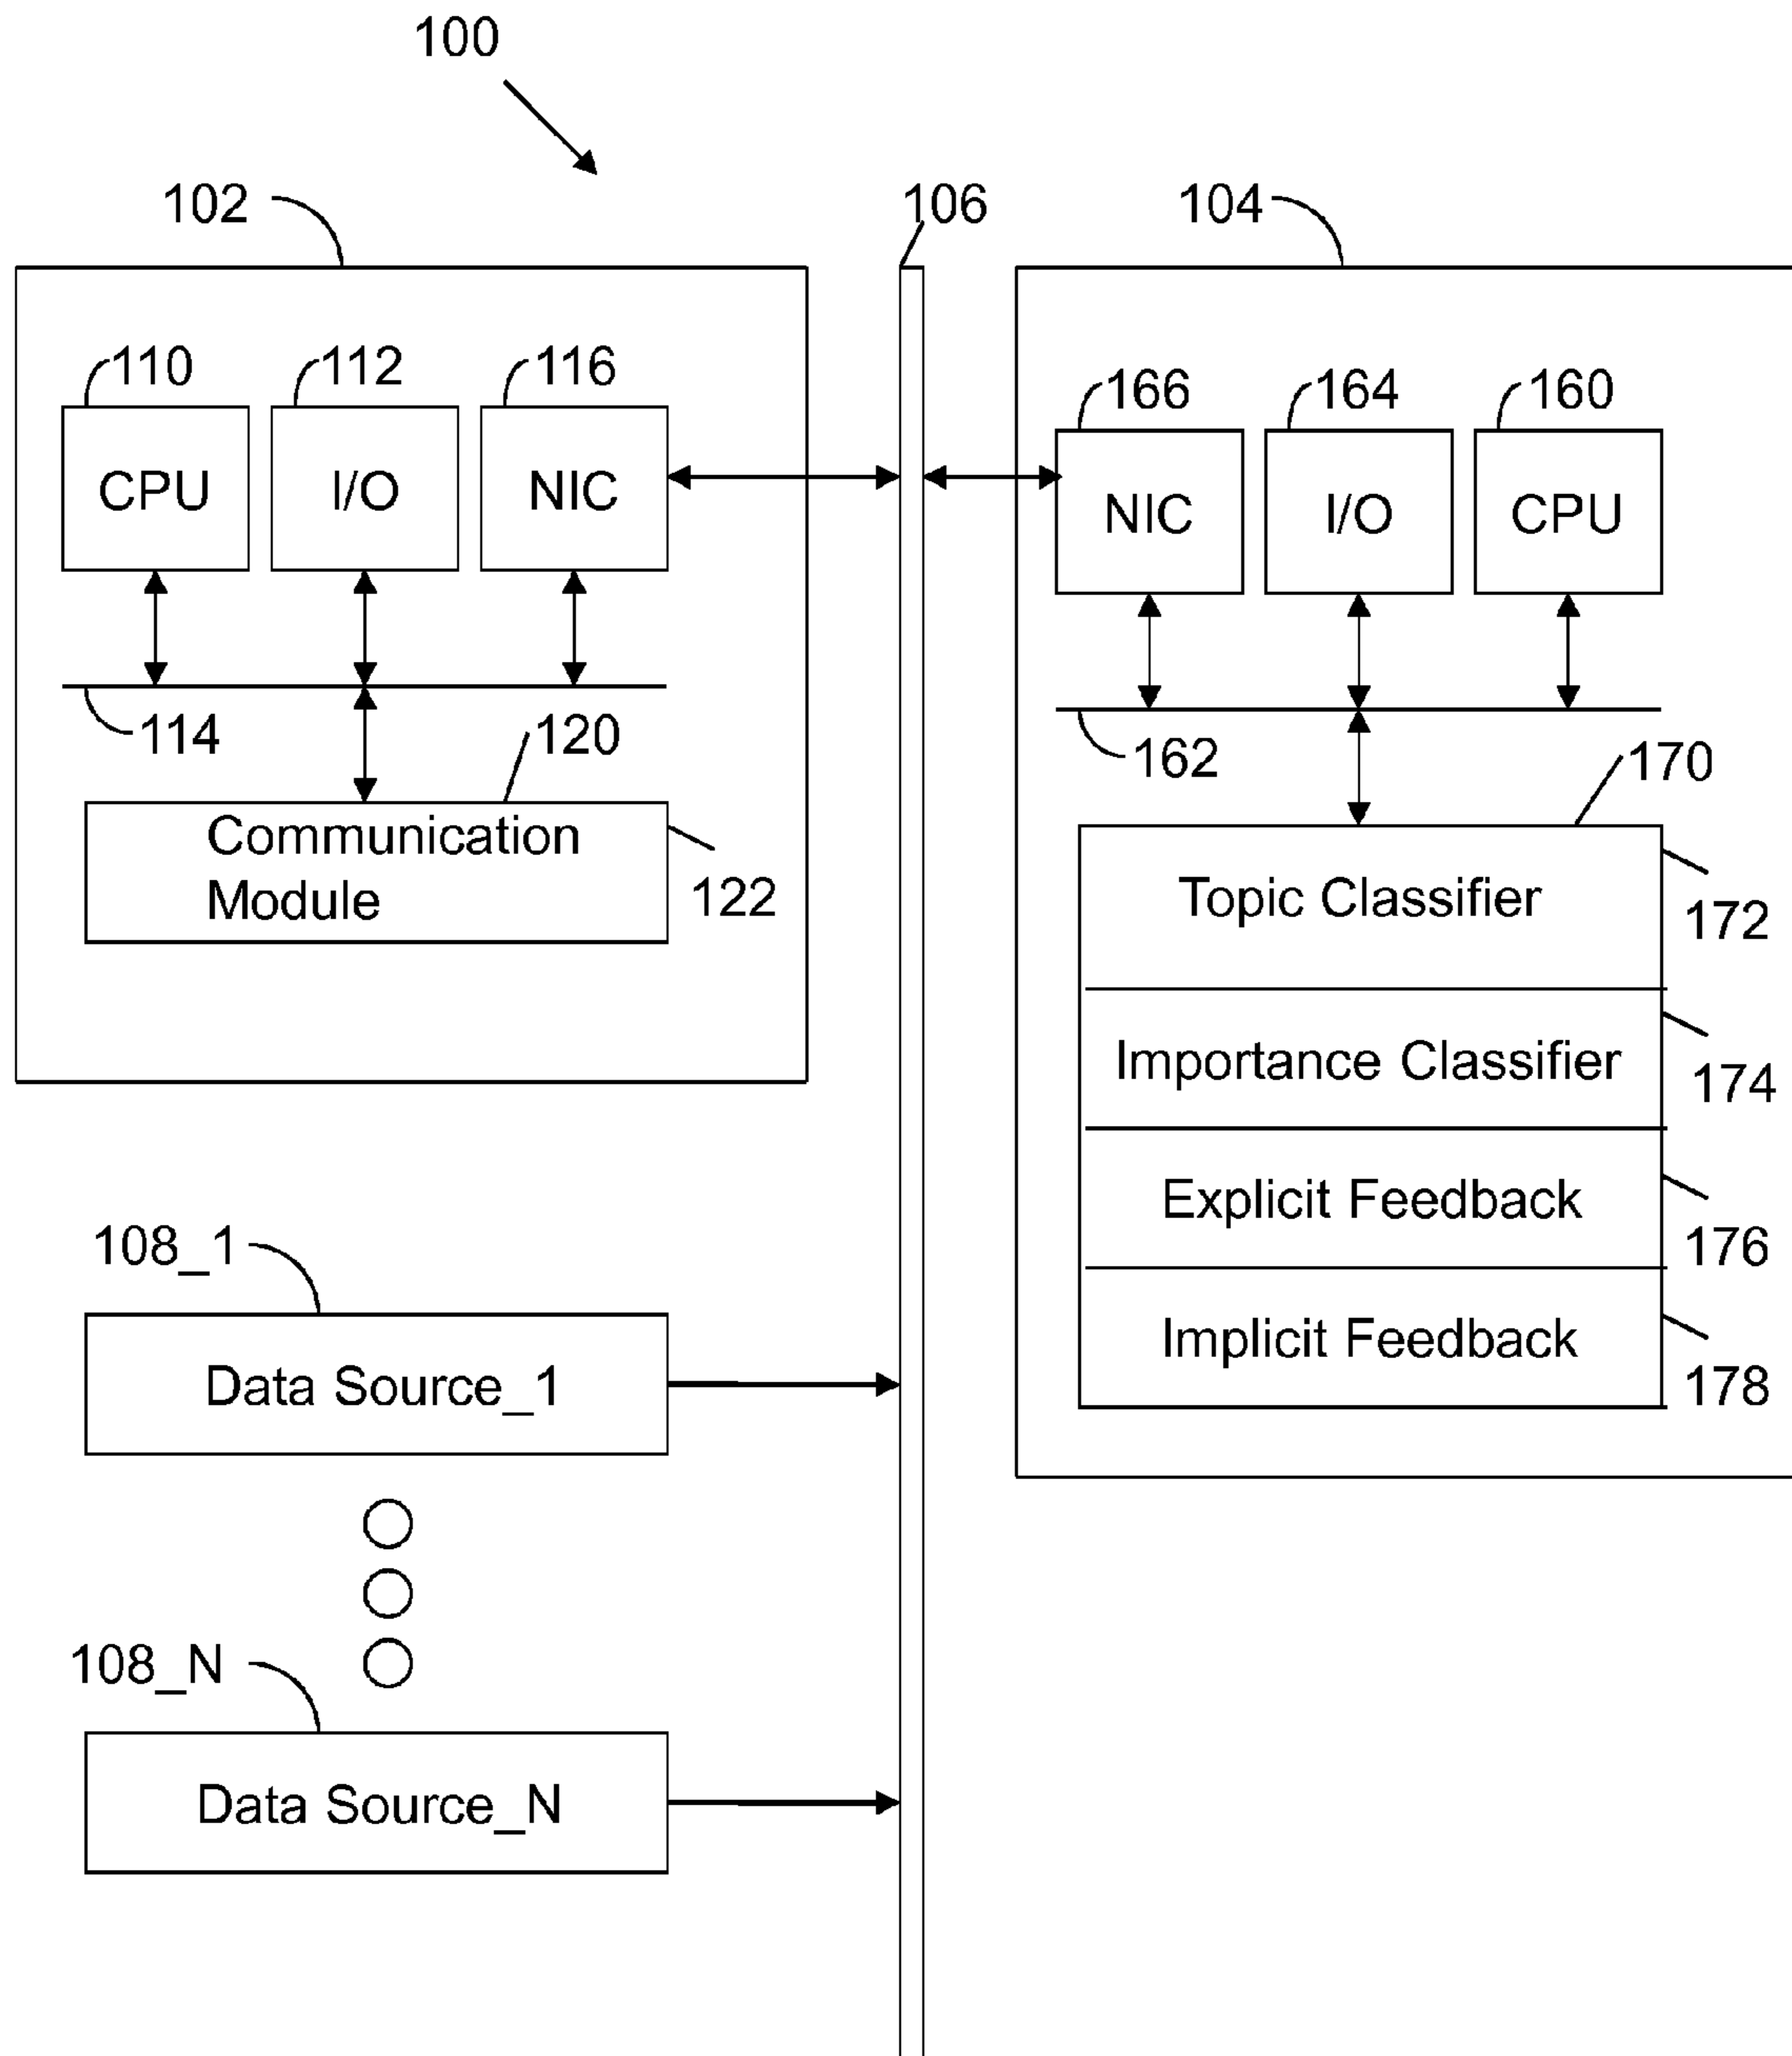 100
102
106
104
110
112
116
166
164
160
CPU
I/O
NIC
NIC
I/O
CPU
114
120
162
170
Communication
Module
122
Topic Classifier
172
Importance Classifier
174
Explicit Feedback
176
Implicit Feedback
178
108_1
Data Source_1
108_N
Data Source_N